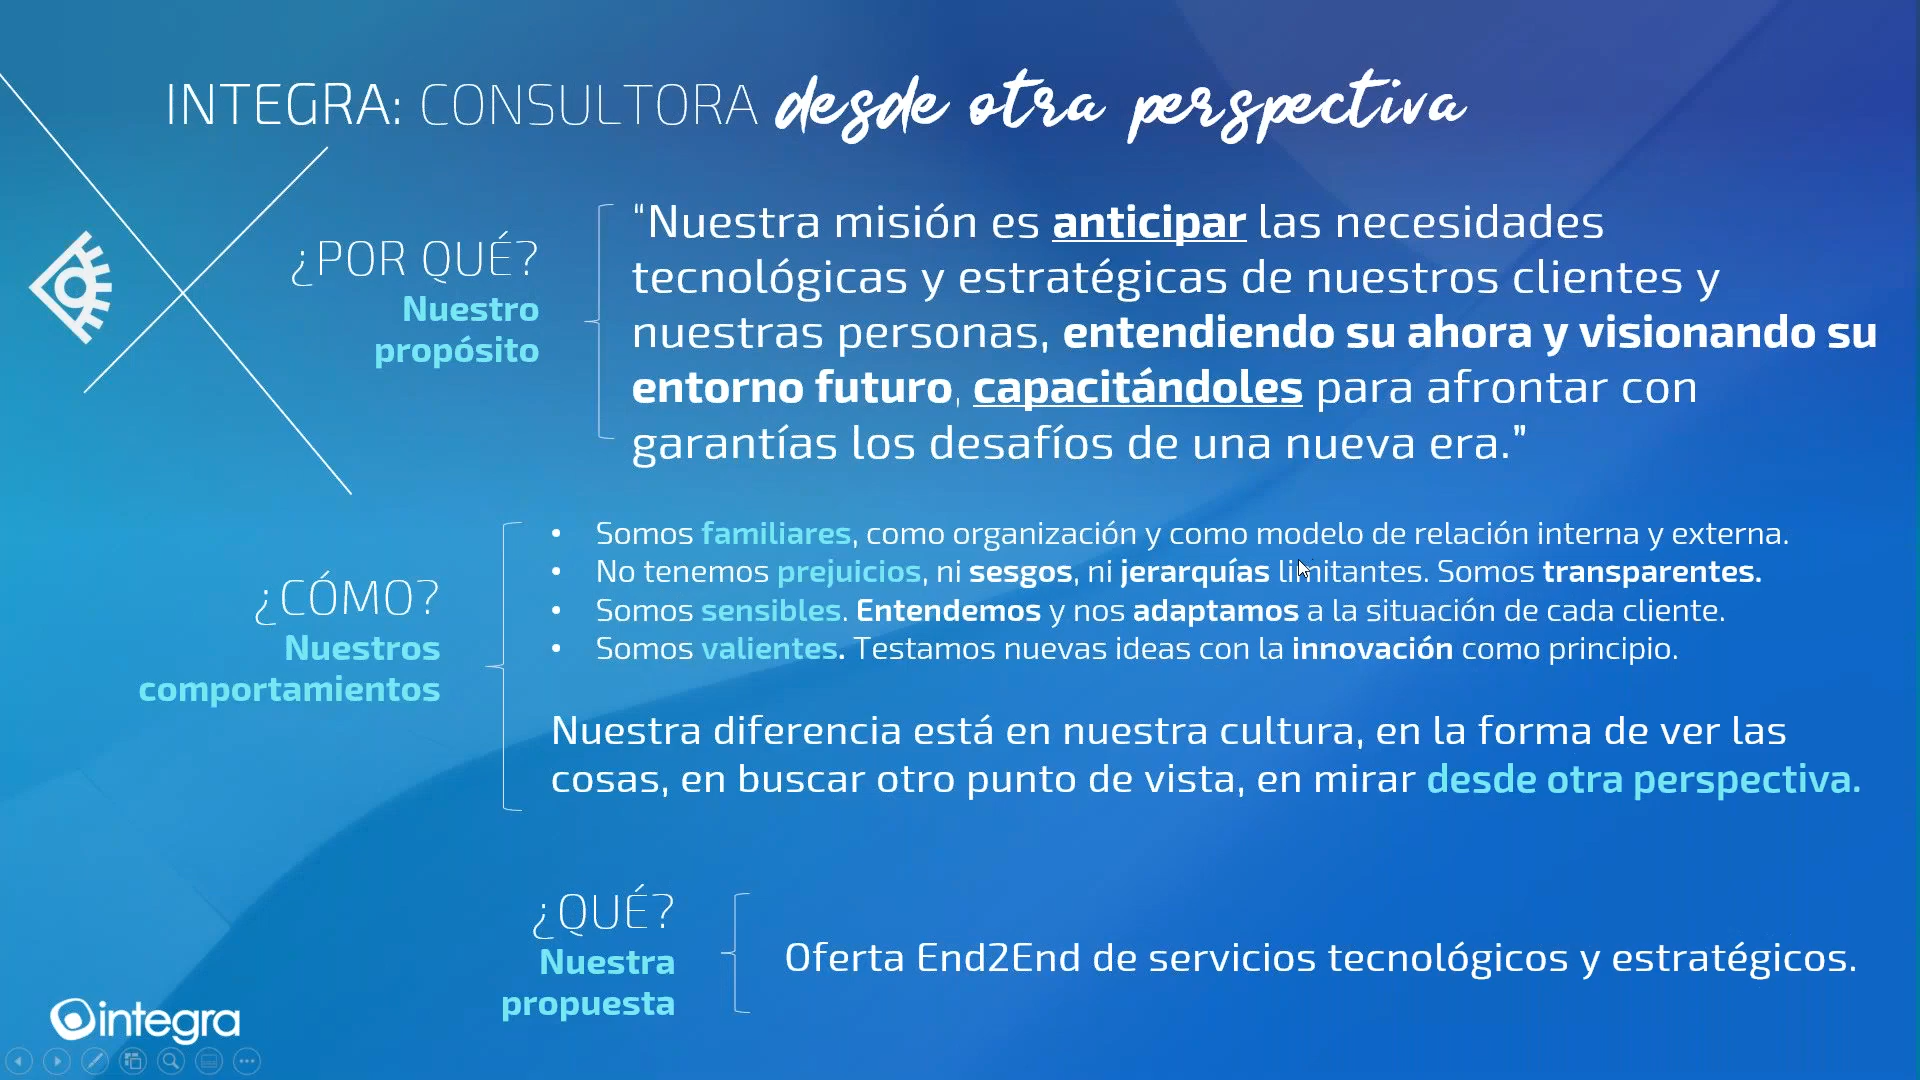 INTEGRA: CONSULTORA desde otra perspectiva
¿POR QUÉ?
Nuestro
propósito
"Nuestra misión es anticipar las necesidades
tecnológicas y estratégicas de nuestros clientes y
nuestras personas, entendiendo su ahora y visionando su
entorno futuro, capacitándoles para afrontar con
garantías los desafíos de una nueva era."
¿CÓMO?
Nuestros
comportamientos
• Somos familiares, como organización y como modelo de relación interna y externa.
• No tenemos prejuicios, ni sesgos, ni jerarquías limitantes. Somos transparentes.
• Somos sensibles. Entendemos y nos adaptamos a la situación de cada cliente.
• Somos valientes. Testamos nuevas ideas con la innovación como principio.
Nuestra diferencia está en nuestra cultura, en la forma de ver las
cosas, en buscar otro punto de vista, en mirar desde otra perspectiva.
¿QUÉ?
Nuestra
propuesta
Oferta End2End de servicios tecnológicos y estratégicos.
integra